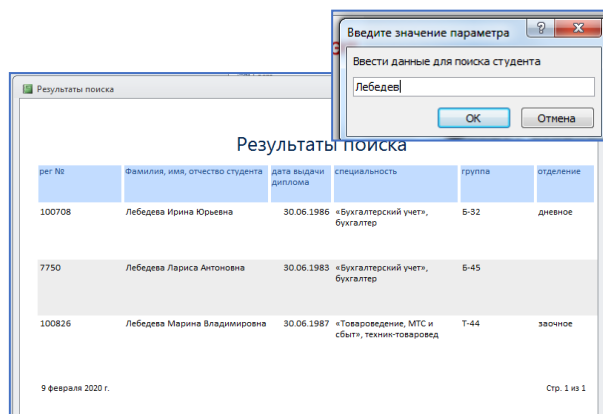 Введите значение параметра
Ввести данные для поиска студента
Лебедев
OK Отмена
Результаты поиска
Результаты поиска
рег № Фамилия, имя, отчество студента дата выдачи специальность группа отделение
диплома
100708 Лебедева Ирина Юрьевна 30.06.1986 «Бухгалтерский учет», Б-32 дневное
бухгалтер
7750 Лебедева Лариса Антоновна 30.06.1983 «Бухгалтерский учет», Б-45
бухгалтер
100826 Лебедева Марина Владимировна 30.06.1987 «Товароведение, МТС и Т-44 заочное
сбыт», техник-товаровед
9 февраля 2020 г. Стр. 1 из 1